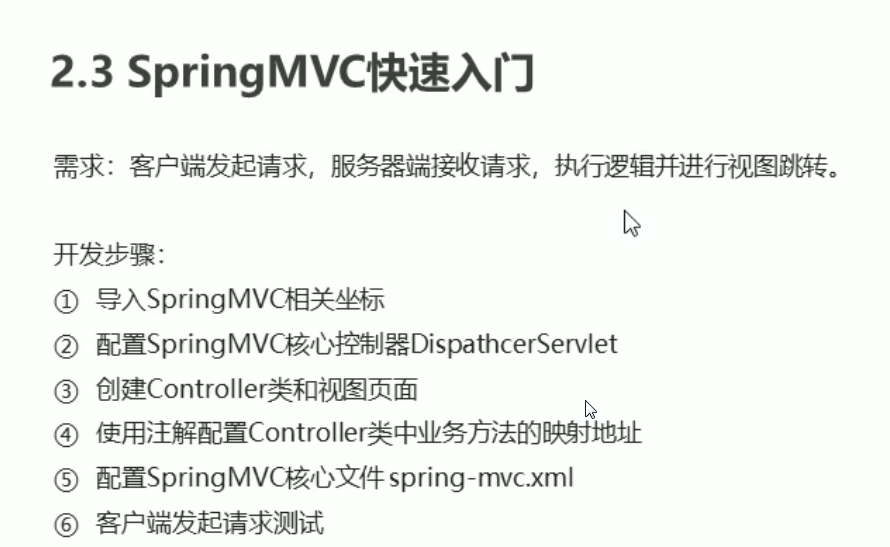 2.3 SpringMVC快速入门
需求：客户端发起请求，服务器端接收请求，执行逻辑并进行视图跳转。
开发步骤：
① 导入SpringMVC相关坐标
② 配置SpringMVC核心控制器DispathcerServlet
③ 创建Controller类和视图页面
④ 使用注解配置Controller类中业务方法的映射地址
⑤ 配置SpringMVC核心文件 spring-mvc.xml
⑥ 客户端发起请求测试